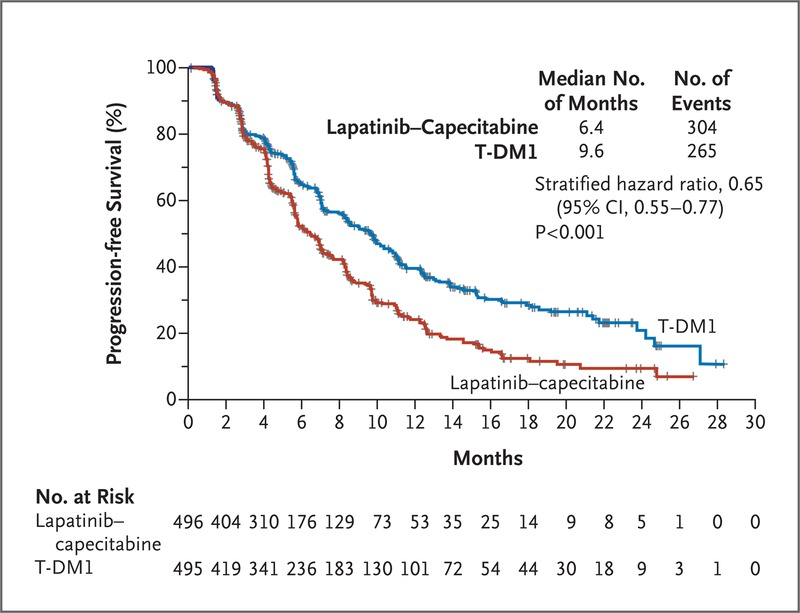 Median No. of Months No. of Events
Lapatinib–Capecitabine 6.4 304
T-DM1 9.6 265
Stratified hazard ratio, 0.65
(95% CI, 0.55–0.77)
P<0.001
Progression-free Survival (%)
100
80
60
40
20
0
T-DM1
Lapatinib–capecitabine
0 2 4 6 8 10 12 14 16 18 20 22 24 26 28 30
Months
No. at Risk
Lapatinib–
capecitabine
496 404 310 176 129 73 53 35 25 14 9 8 5 1 0 0
T-DM1 495 419 341 236 183 130 101 72 54 44 30 18 9 3 1 0